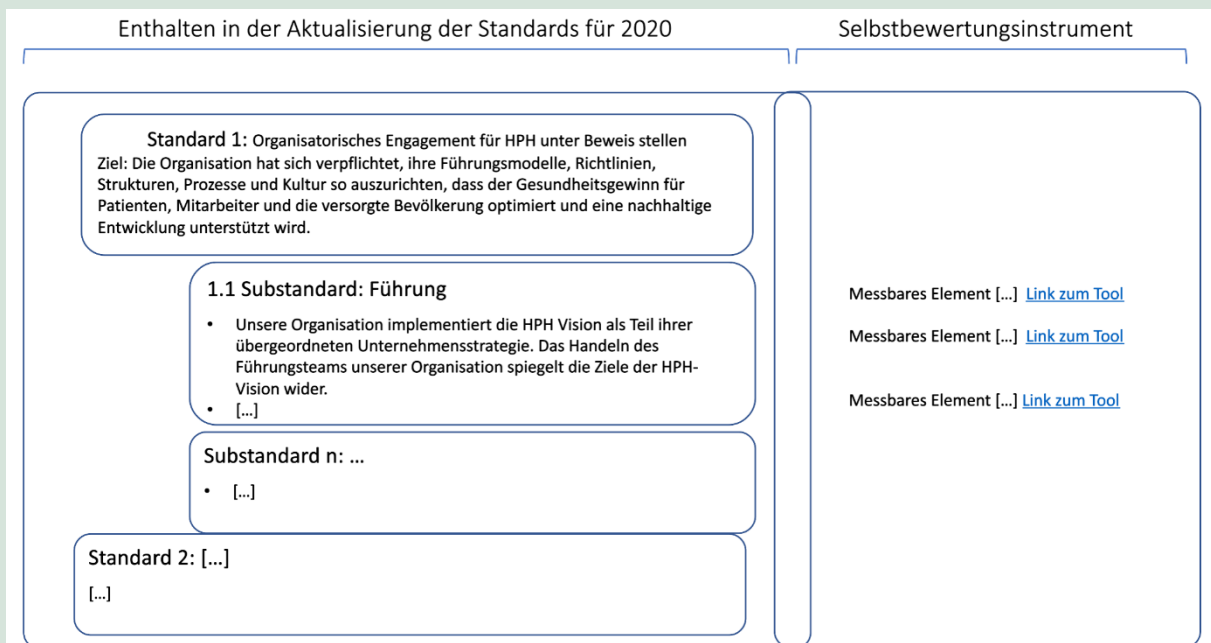 Enthalten in der Aktualisierung der Standards für 2020
Selbstbewertungsinstrument
Standard 1: Organisatorisches Engagement für HPH unter Beweis stellen
Ziel: Die Organisation hat sich verpflichtet, ihre Führungsmodelle, Richtlinien,
Strukturen, Prozesse und Kultur so auszurichten, dass der Gesundheitsgewinn für
Patienten, Mitarbeiter und die versorgte Bevölkerung optimiert und eine nachhaltige
Entwicklung unterstützt wird.
1.1 Substandard: Führung
• Unsere Organisation implementiert die HPH Vision als Teil ihrer
übergeordneten Unternehmensstrategie. Das Handeln des
Führungsteams unserer Organisation spiegelt die Ziele der HPH-
Vision wider.
• [...]
Substandard n: ...
• [...]
Standard 2: [...]
[...]
Messbares Element [...] Link zum Tool
Messbares Element [...] Link zum Tool
Messbares Element [...] Link zum Tool